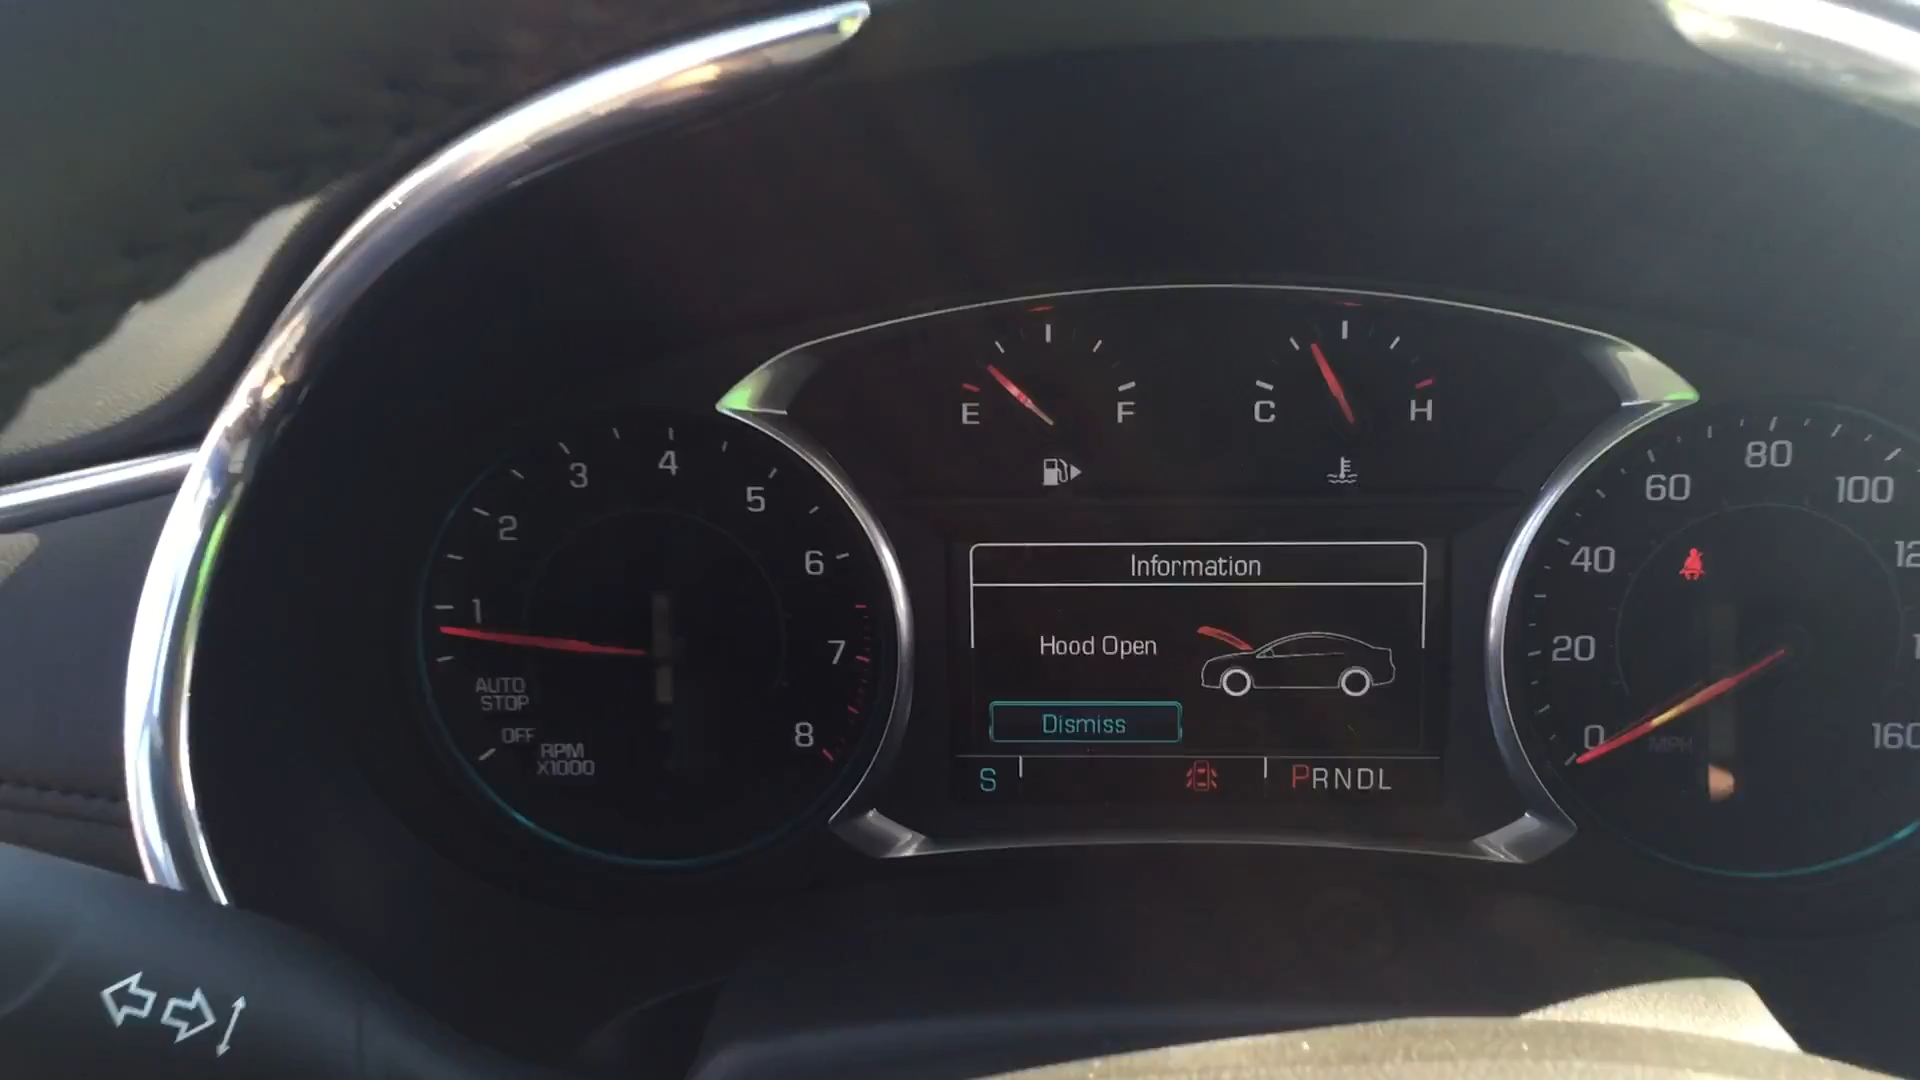 E
F
C
H
1
2
3
4
5
6
7
8
AUTO
STOP
OFF
RPM
X1000
Information
Hood Open
Dismiss
S
PRNDL
0
20
40
60
80
100
160
MPH